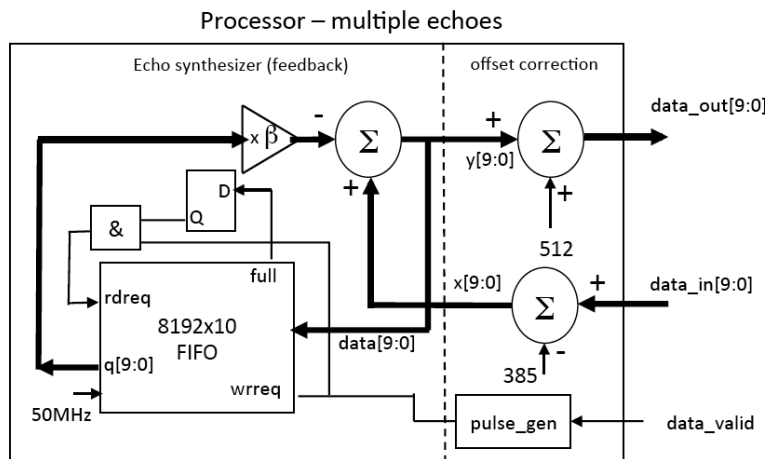 Processor – multiple echoes
Echo synthesizer (feedback)
offset correction
data_out[9:0]
x β
-
Σ
+
+
y[9:0]
Σ
+
512
D
Q
&
full
rdreq
8192x10
FIFO
q[9:0]
wrreq
50MHz
data[9:0]
x[9:0]
Σ
+
data_in[9:0]
-
385
pulse_gen
data_valid